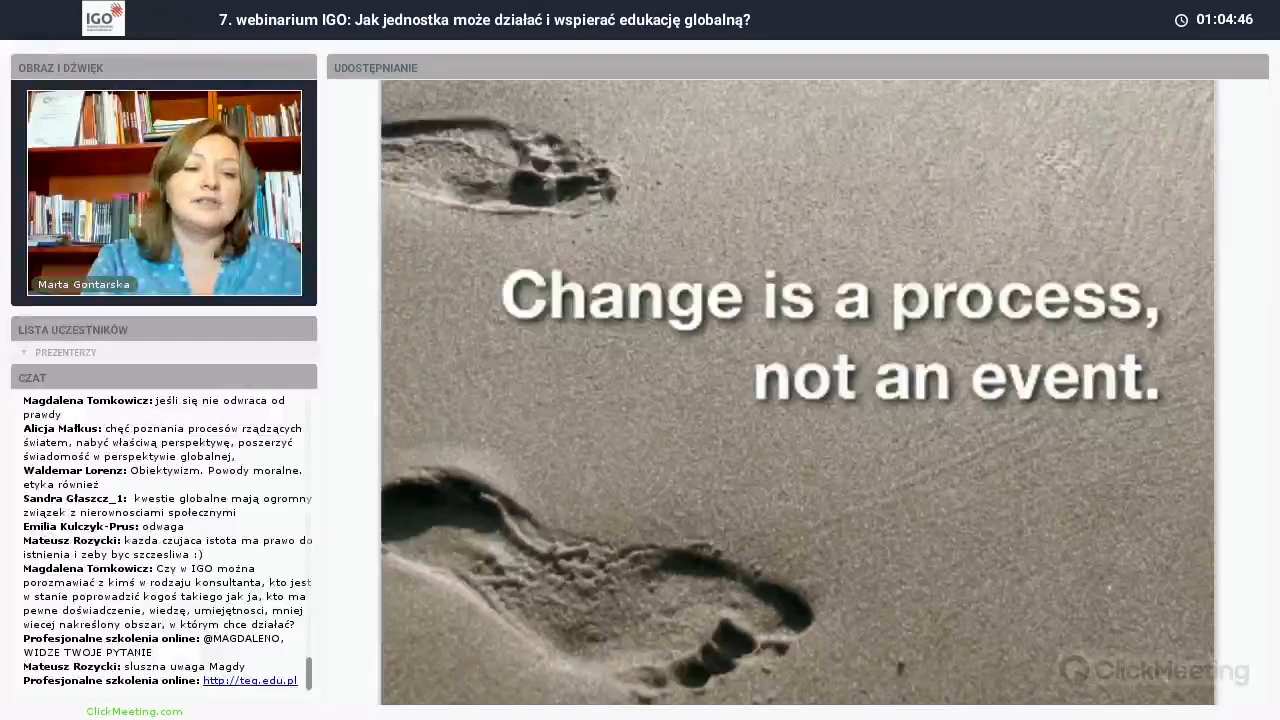 IGO
7. webinarium IGO: Jak jednostka może działać i wspierać edukację globalną?
01:04:46
OBRAZ I DŹWIĘK
Marta Gontarska
LISTA UCZESTNIKÓW
PREZENTERZY
CZAT
Magdalena Tomkowicz: jeśli się nie odwraca od
prawdy
Alicja Małkus: chęć poznania procesów rządzących
światem, nabyć właściwą perspektywę, poszerzyć
świadomość w perspektywie globalnej,
Waldemar Lorenz: Obiektywizm. Powody moralne.
etyka również
Sandra Głaszcz_1: kwestie globalne mają ogromny
związek z nierownosciami społecznymi
Emilia Kulczyk-Prus: odwaga
Mateusz Rozycki: kazda czujaca istota ma prawo do
istnienia i zeby byc szczesliwa :)
Magdalena Tomkowicz: Czy w IGO można
porozmawiać z kimś w rodzaju konsultanta, kto jest
w stanie poprowadzić kogoś takiego jak ja, kto ma
pewne doświadczenie, wiedzę, umiejętnosci, mniej
wiecej nakreślony obszar, w którym chce działać?
Profesjonalne szkolenia online: @MAGDALENO,
WIDZE TWOJE PYTANIE
Mateusz Rozycki: sluszna uwaga Magdy
Profesjonalne szkolenia online: http://teg.edu.pl
ClickMeeting.com
UDOSTĘPNIANIE
Change is a process,
not an event.
ClickMeeting